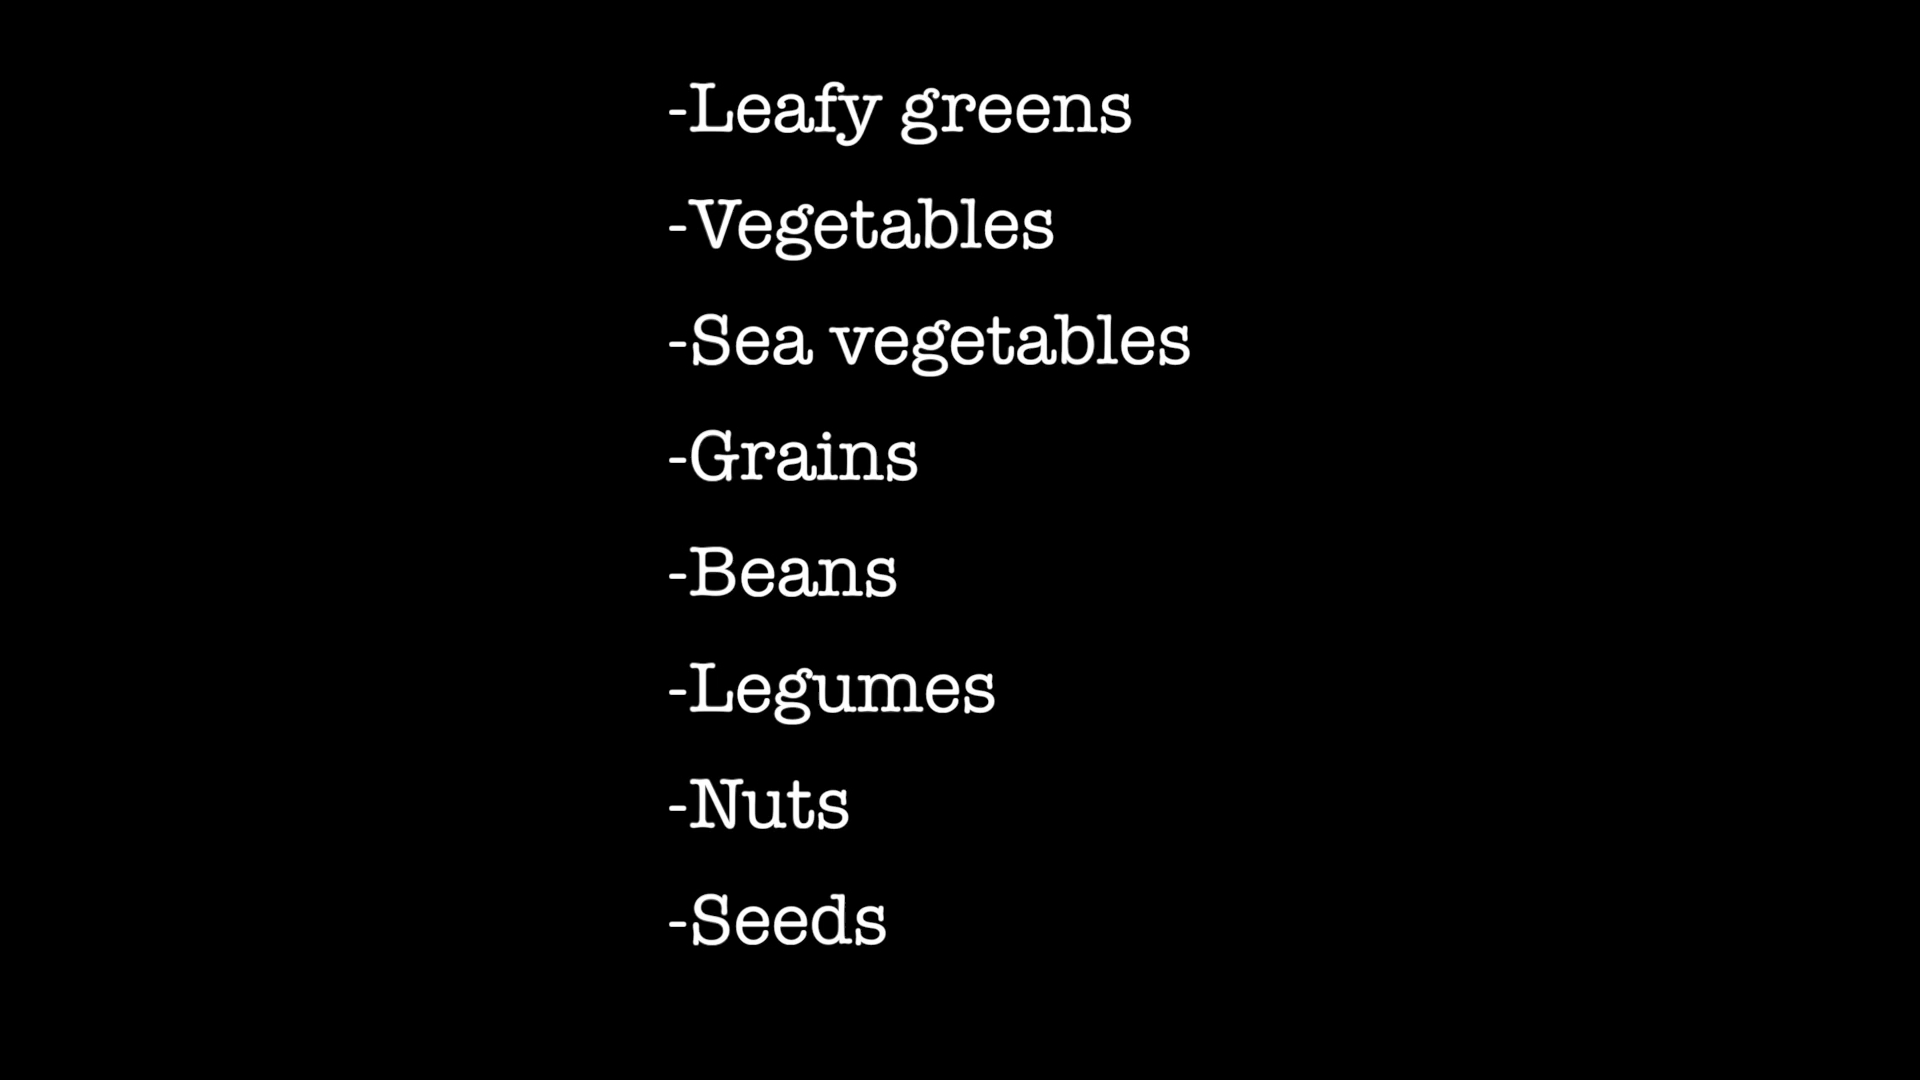 -Leafy greens
-Vegetables
-Sea vegetables
-Grains
-Beans
-Legumes
-Nuts
-Seeds